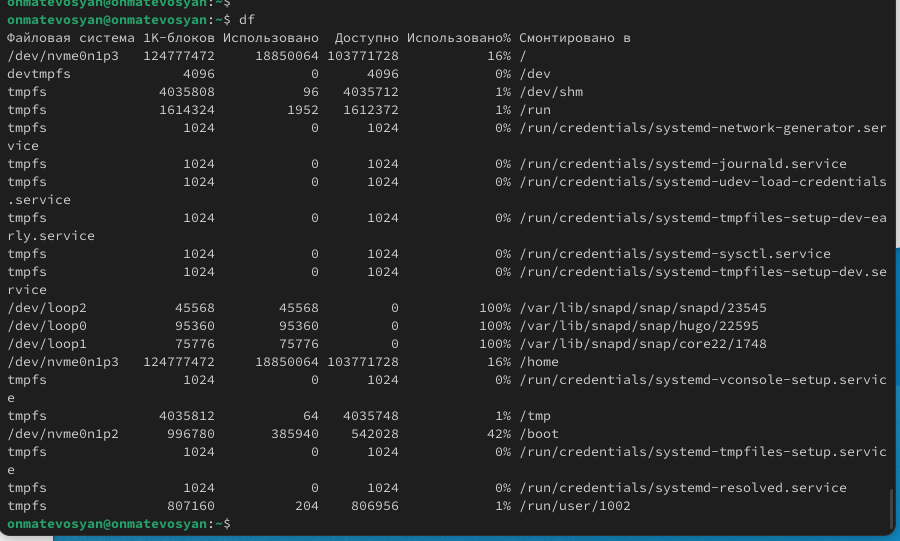 onmatevosyan@onmatevosyan:~$
onmatevosyan@onmatevosyan:~$ df
Файловая система 1K-блоков Использовано  Доступно Использовано% Смонтировано в
/dev/nvme0n1p3   124777472     18850064 103771728           16% /
devtmpfs              4096            0      4096            0% /dev
tmpfs              4035808           96   4035712            1% /dev/shm
tmpfs              1614324         1952   1612372            1% /run
tmpfs                 1024            0      1024            0% /run/credentials/systemd-network-generator.ser
vice
tmpfs                 1024            0      1024            0% /run/credentials/systemd-journald.service
tmpfs                 1024            0      1024            0% /run/credentials/systemd-udev-load-credentials
.service
tmpfs                 1024            0      1024            0% /run/credentials/systemd-tmpfiles-setup-dev-ea
rly.service
tmpfs                 1024            0      1024            0% /run/credentials/systemd-sysctl.service
tmpfs                 1024            0      1024            0% /run/credentials/systemd-tmpfiles-setup-dev.se
rvice
/dev/loop2           45568        45568         0          100% /var/lib/snapd/snap/snapd/23545
/dev/loop0           95360        95360         0          100% /var/lib/snapd/snap/hugo/22595
/dev/loop1           75776        75776         0          100% /var/lib/snapd/snap/core22/1748
/dev/nvme0n1p3   124777472     18850064 103771728           16% /home
tmpfs                 1024            0      1024            0% /run/credentials/systemd-vconsole-setup.servic
e
tmpfs              4035812           64   4035748            1% /tmp
/dev/nvme0n1p2      996780       385940    542028           42% /boot
tmpfs                 1024            0      1024            0% /run/credentials/systemd-tmpfiles-setup.servic
e
tmpfs                 1024            0      1024            0% /run/credentials/systemd-resolved.service
tmpfs               807160          204    806956            1% /run/user/1002
onmatevosyan@onmatevosyan:~$